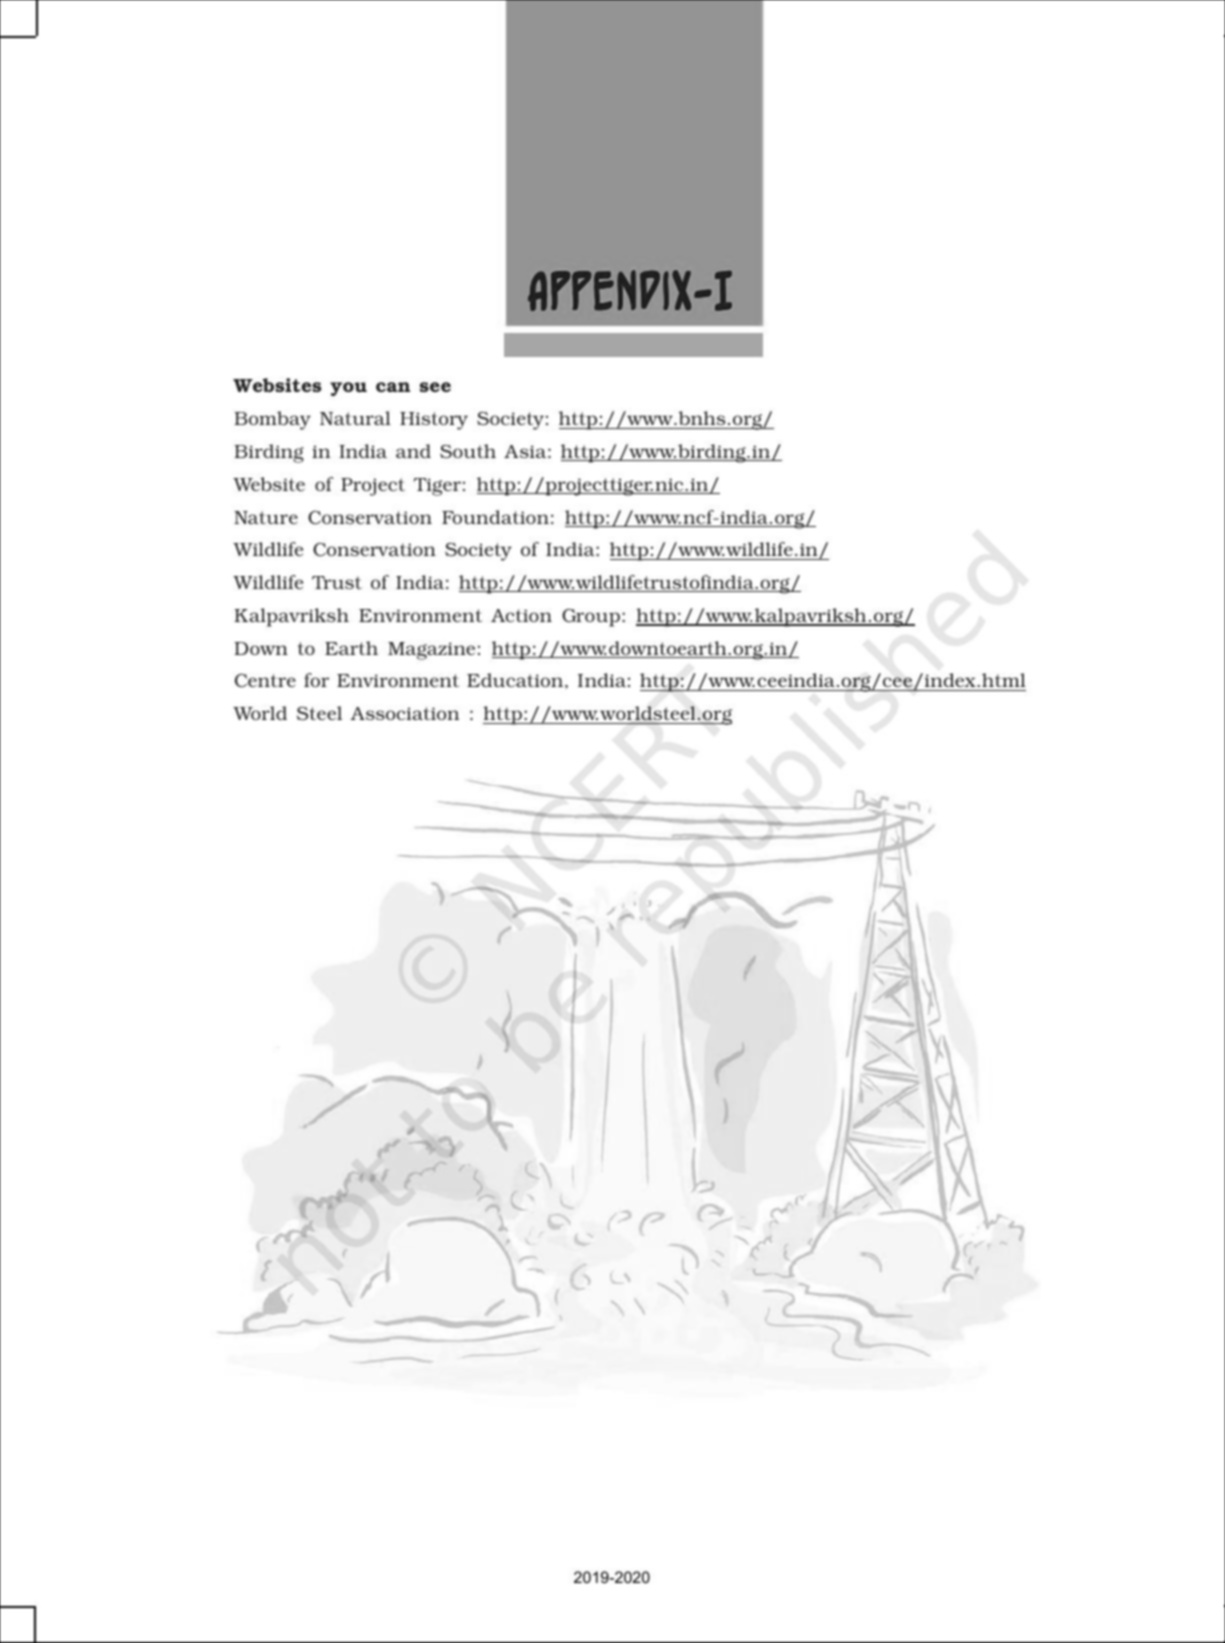 APPENDIX-I
Websites you can see
Bombay Natural History Society: http://www.bnhs.org/
Birding in India and South Asia: http://www.birding.in/
Website of Project Tiger: http://projecttiger.nic.in/
Nature Conservation Foundation: http://www.ncf-india.org/
Wildlife Conservation Society of India: http://www.wildlife.in/
Wildlife Trust of India: http://www.wildlifetrustofindia.org/
Kalpavriksh Environment Action Group: http://www.kalpavriksh.org/
Down to Earth Magazine: http://www.downtoearth.org.in/
Centre for Environment Education, India: http://www.ceeindia.org/cee/index.html
World Steel Association : http://www.worldsteel.org
© NCERT
not to be republished
2019-2020